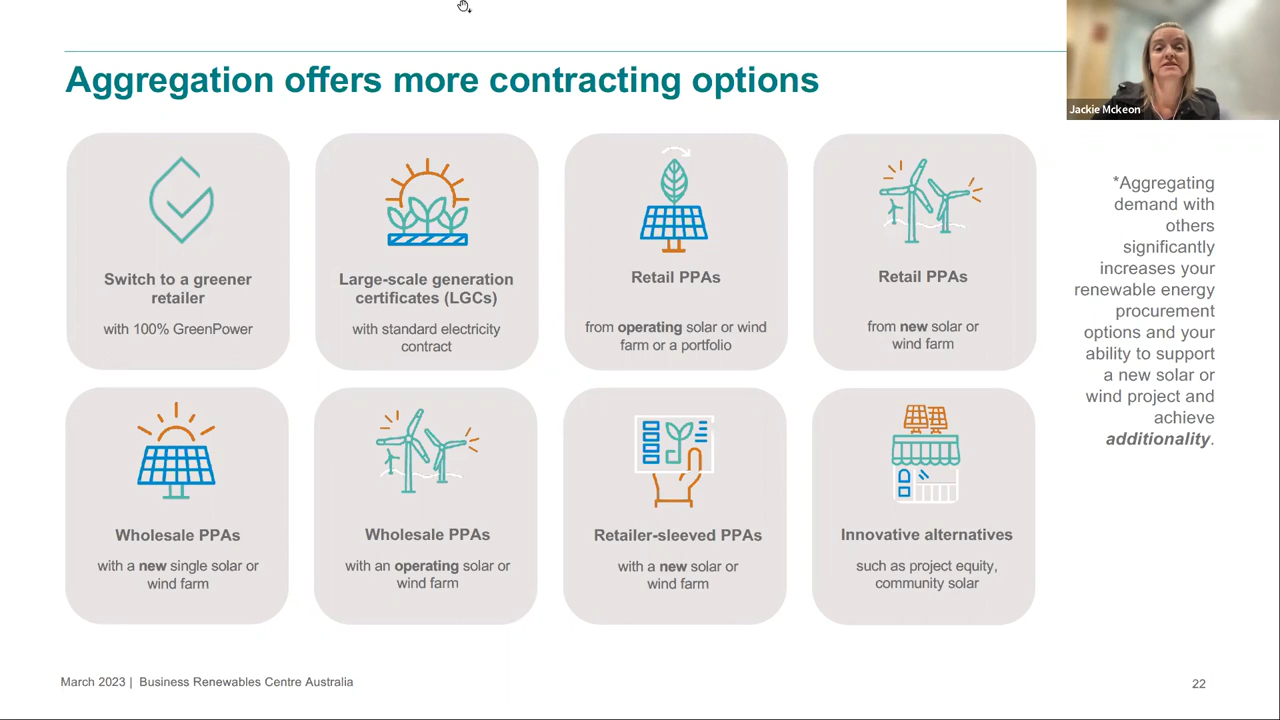 Aggregation offers more contracting options
Jackie Mckeon
Switch to a greener
retailer
with 100% GreenPower
Large-scale generation
certificates (LGCs)
with standard electricity
contract
Retail PPAs
from operating solar or wind
farm or a portfolio
Retail PPAs
from new solar or
wind farm
*Aggregating
demand with
others
significantly
increases your
renewable energy
procurement
options and your
ability to support
a new solar or
wind project and
achieve
additionality.
Wholesale PPAs
with a new single solar or
wind farm
Wholesale PPAs
with an operating solar or
wind farm
Retailer-sleeved PPAs
with a new solar or
wind farm
Innovative alternatives
such as project equity,
community solar
March 2023 | Business Renewables Centre Australia
22